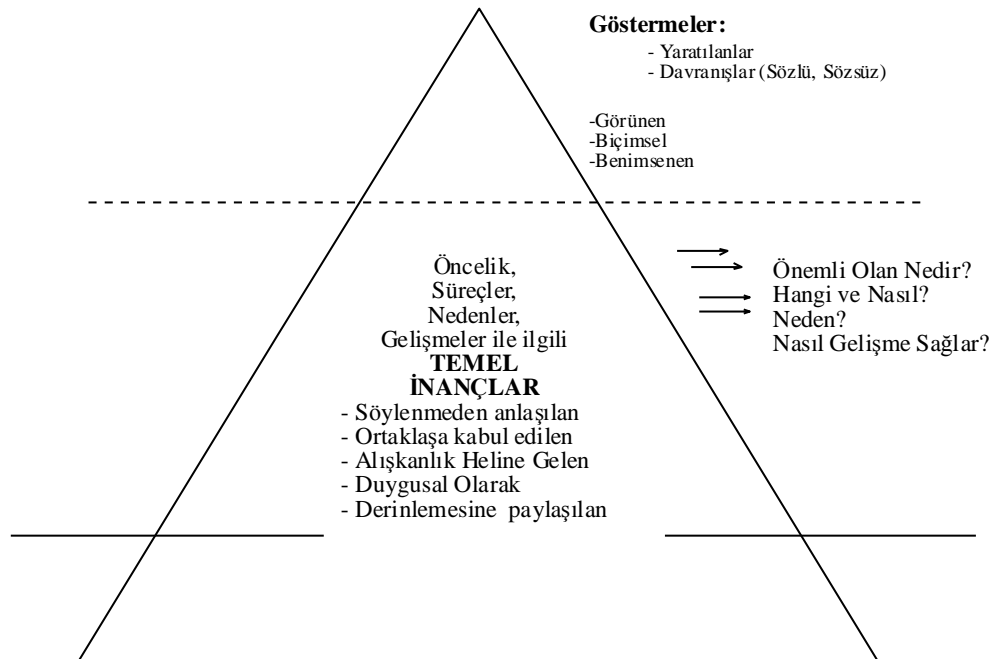 Göstermeler:
- Yaratılanlar
- Davranışlar (Sözlü, Sözsüz)
-Görünen
-Biçimsel
-Benimsenen
Öncelik,
Süreçler,
Nedenler,
Gelişmeler ile ilgili
TEMEL
İNANÇLAR
- Söylenmeden anlaşılan
- Ortaklaşa kabul edilen
- Alışkanlık Heline Gelen
- Duygusal Olarak
- Derinlemesine paylaşılan
Önemli Olan Nedir?
Hangi ve Nasıl?
Neden?
Nasıl Gelişme Sağlar?